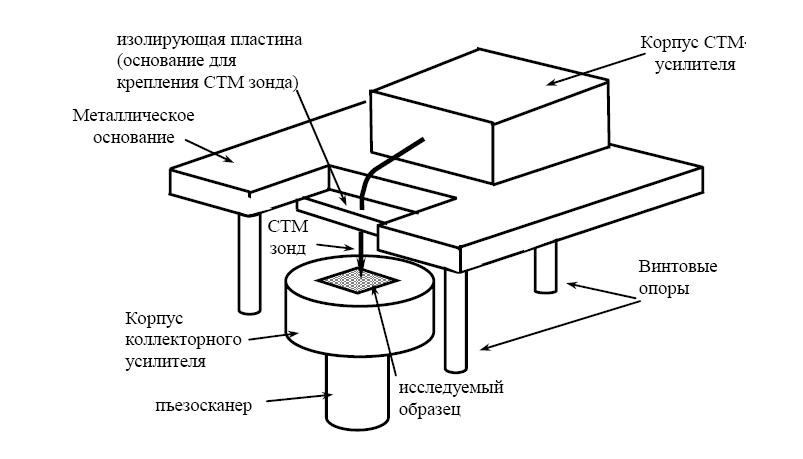 изолирующая пластина
(основание для
крепления СТМ зонда)
Корпус СТМ-
усилителя
Металлическое
основание
СТМ
зонд
Винтовые
опоры
Корпус
коллекторного
усилителя
исследуемый
образец
пъезосканер